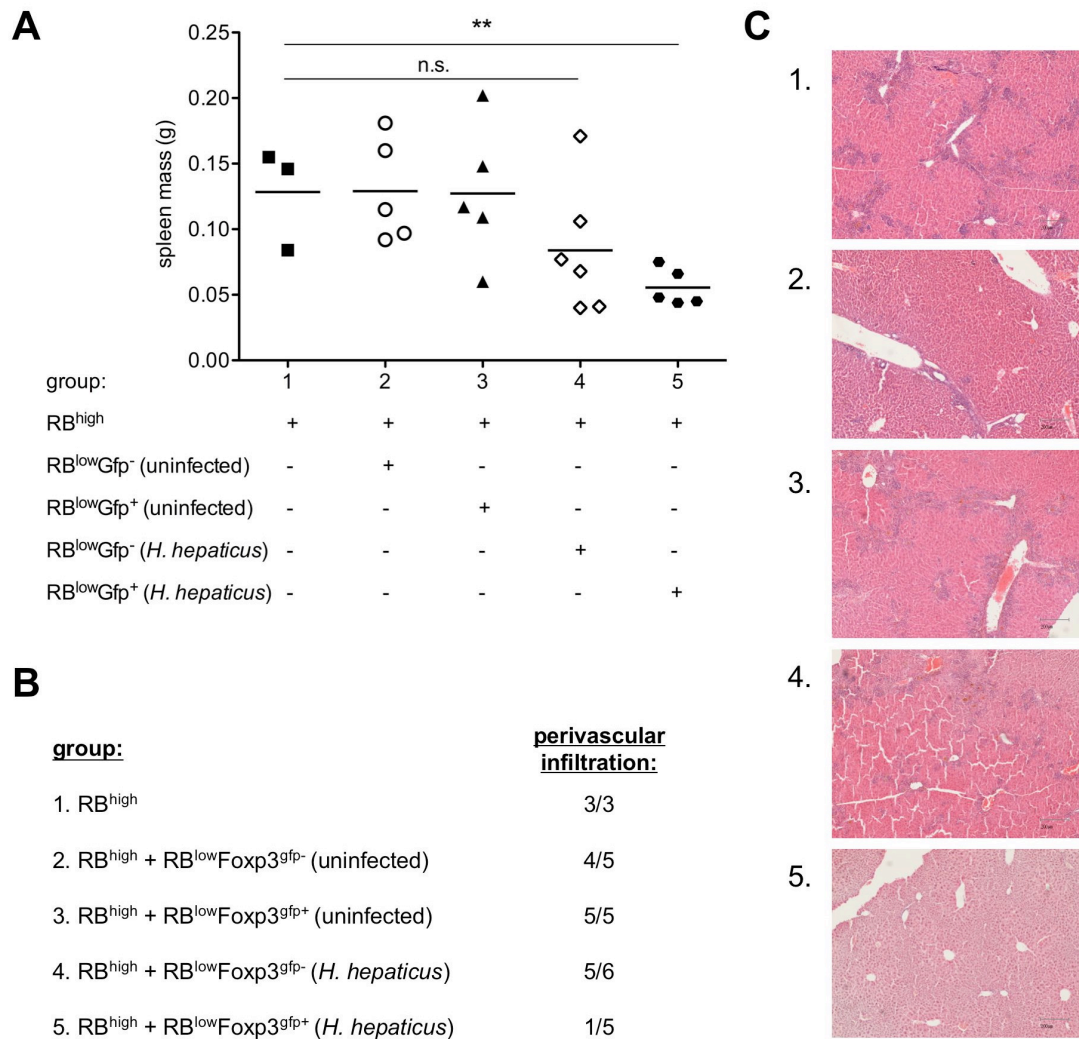 A
C
**
n.s.
spleen mass (g)
0.25
0.20
0.15
0.10
0.05
0.00
group: 1 2 3 4 5
RBhigh + + + + +
RBlowGfp- (uninfected) - + - - -
RBlowGfp+ (uninfected) - - + - -
RBlowGfp- (H. hepaticus) - - - + -
RBlowGfp+ (H. hepaticus) - - - - +
B
group: perivascular
infiltration:
1. RBhigh 3/3
2. RBhigh + RBlowFoxp3gfp- (uninfected) 4/5
3. RBhigh + RBlowFoxp3gfp+ (uninfected) 5/5
4. RBhigh + RBlowFoxp3gfp- (H. hepaticus) 5/6
5. RBhigh + RBlowFoxp3gfp+ (H. hepaticus) 1/5
1.
2.
3.
4.
5.